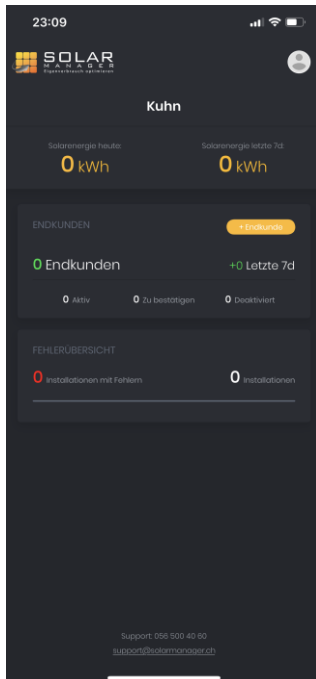 23:09
SOLAR
MANAGER
Eigenverbrauch optimieren
Kuhn
Solarenergie heute:
Solarenergie letzte 7d:
0 kWh
0 kWh
ENDKUNDEN
+ Endkunde
0 Endkunden
+0 Letzte 7d
0 Aktiv
0 Zu bestätigen
0 Deaktiviert
FEHLERÜBERSICHT
0 Installationen mit Fehlern
0 Installationen
Support: 056 500 40 60
support@solarmanager.ch